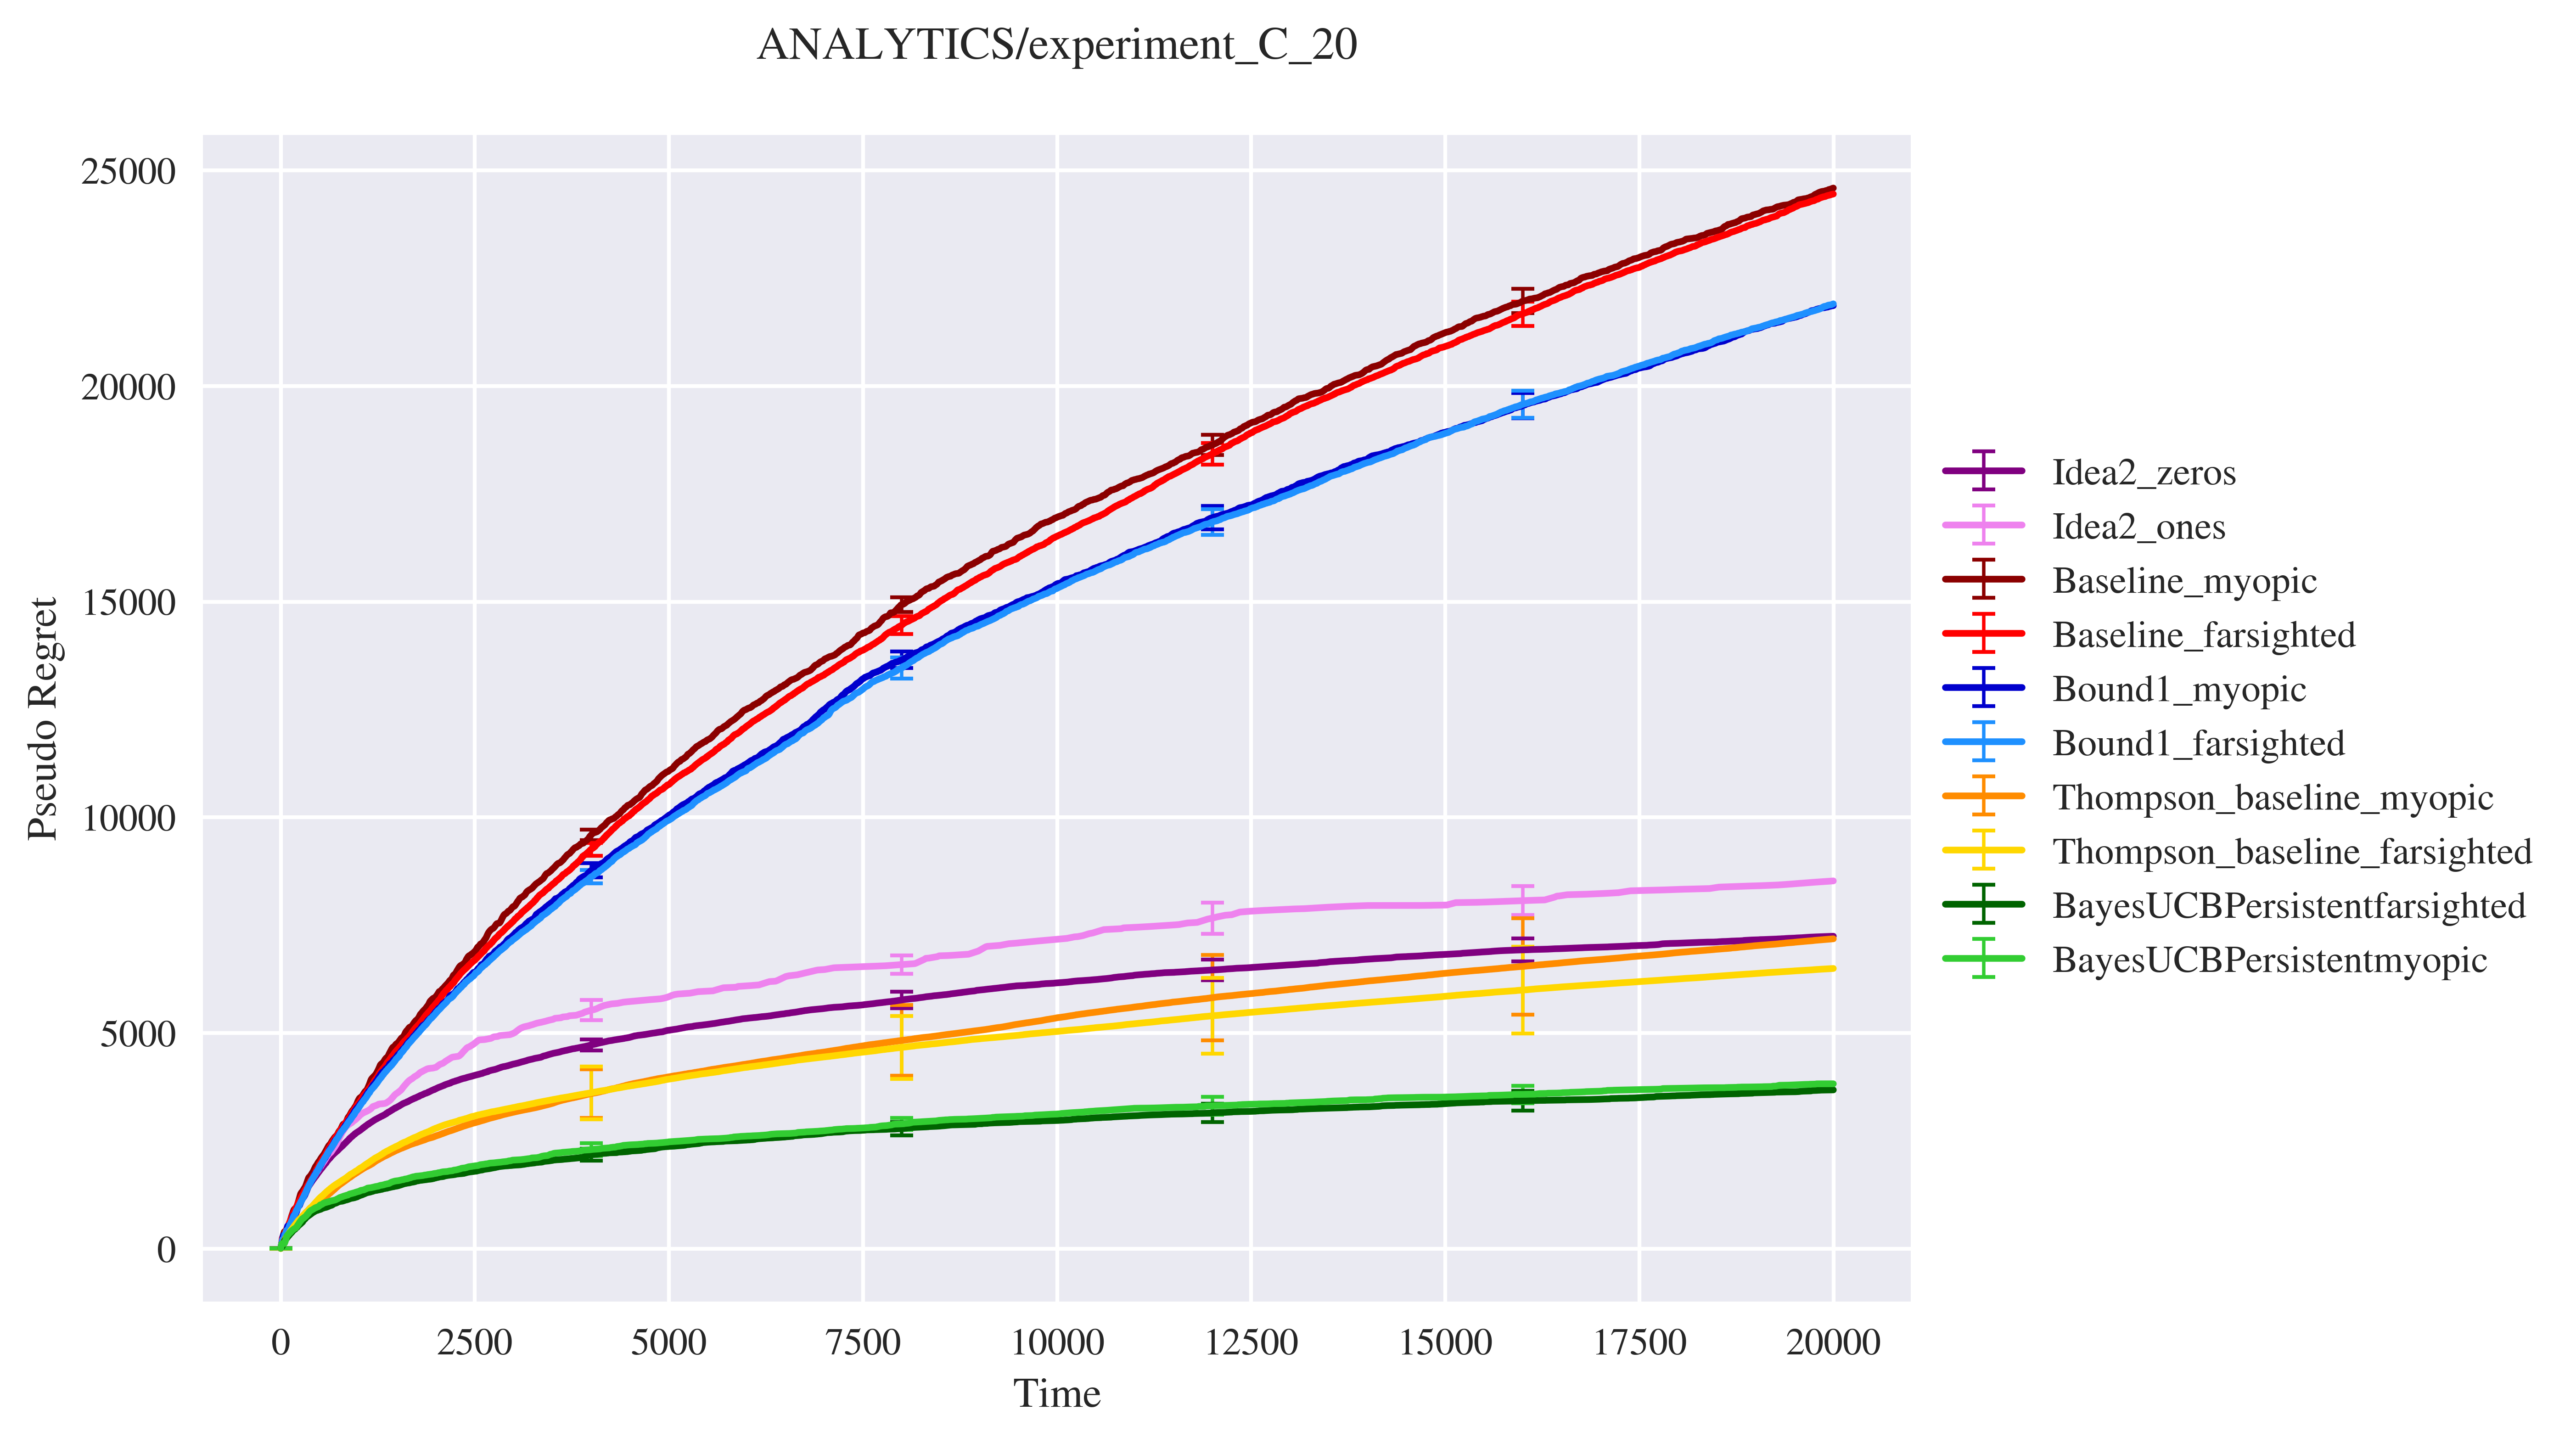 ANALYTICS/experiment_C_20
Pseudo Regret
25000
20000
15000
10000
5000
0
0 2500 5000 7500 10000 12500 15000 17500 20000
Time
Idea2_zeros
Idea2_ones
Baseline_myopic
Baseline_farsighted
Bound1_myopic
Bound1_farsighted
Thompson_baseline_myopic
Thompson_baseline_farsighted
BayesUCBPersistentfarsighted
BayesUCBPersistentmyopic